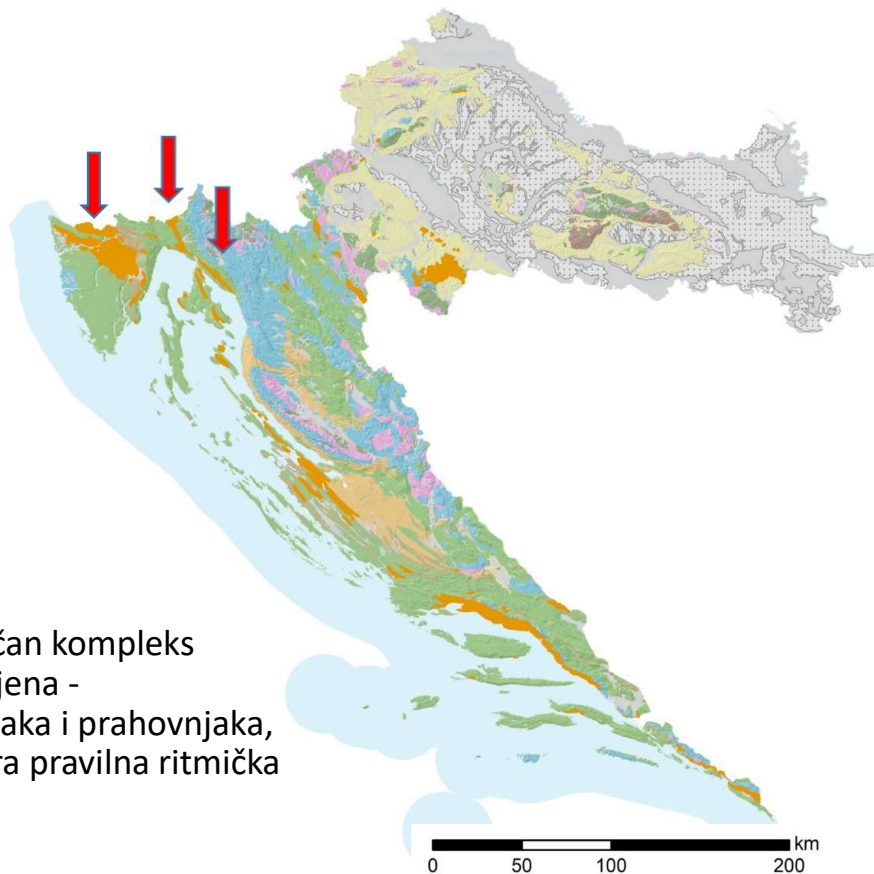 čan kompleks
jena -
aka i prahovnjaka,
ra pravilna ritmička
km
0 50 100 200